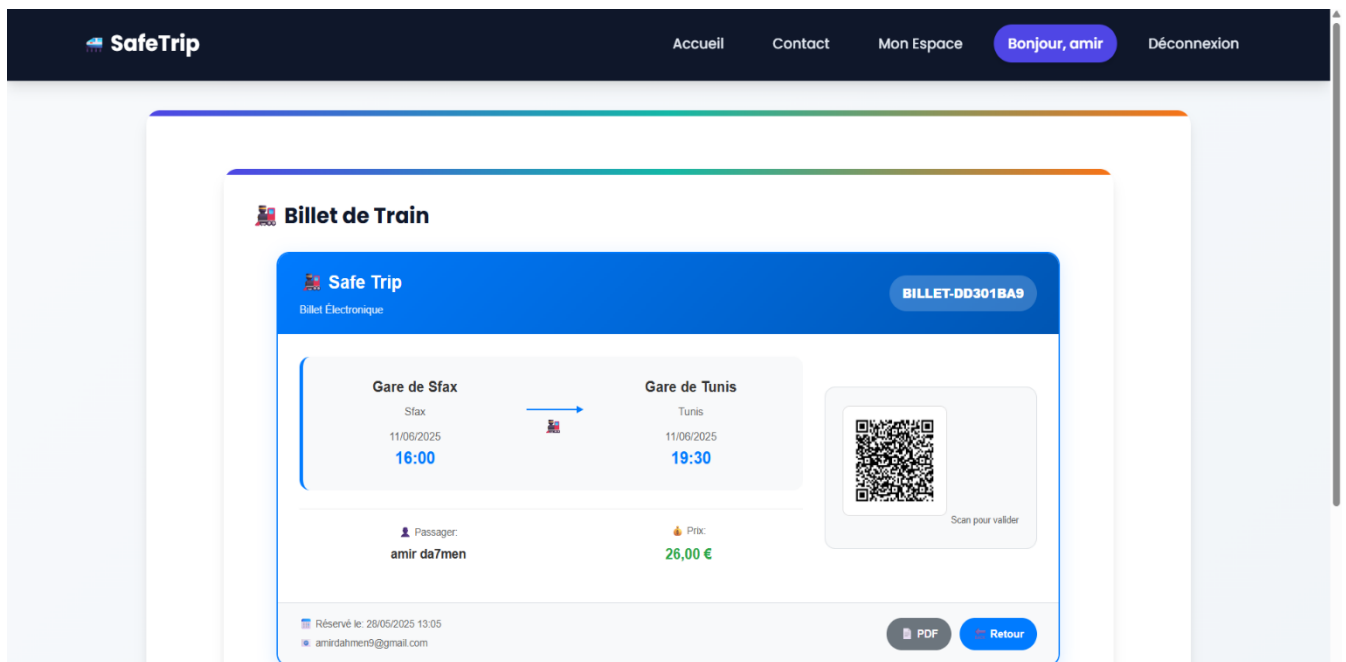 SafeTrip
Accueil
Contact
Mon Espace
Bonjour, amir
Déconnexion
Billet de Train
Safe Trip
Billet Électronique
BILLET-DD301BA9
Gare de Sfax
Sfax
11/06/2025
16:00
Gare de Tunis
Tunis
11/06/2025
19:30
Scan pour valider
Passager:
amir da7men
Prix:
26,00 €
Réservé le: 28/05/2025 13:05
amirdahmen9@gmail.com
PDF
Retour